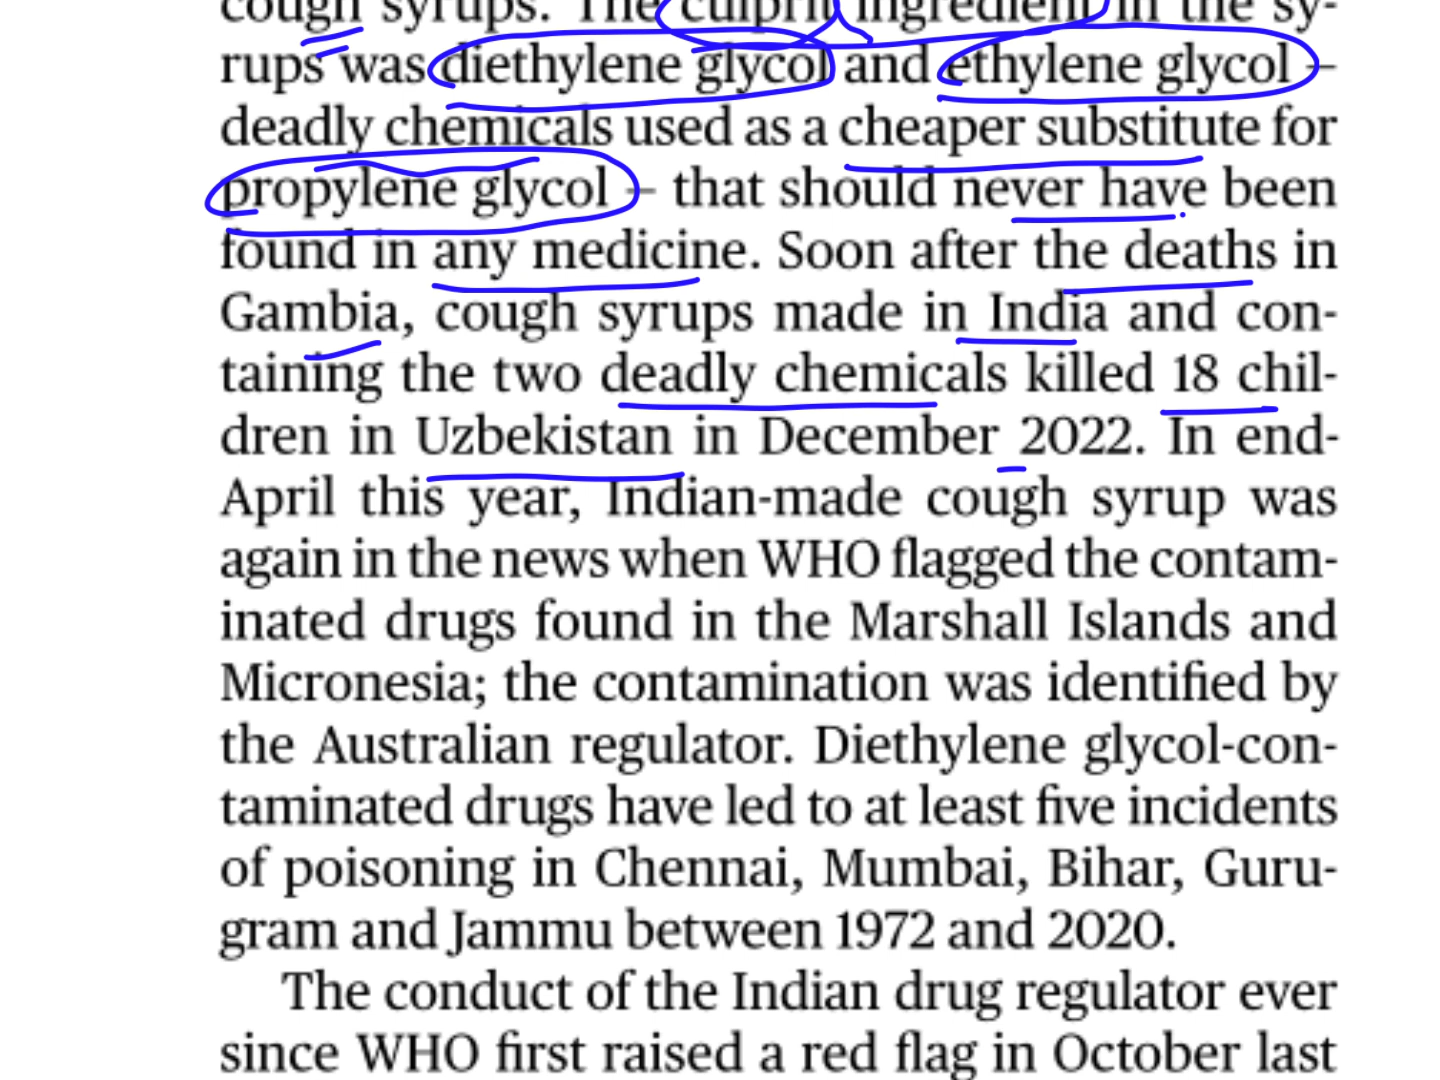 cough syrups. The culprit ingredient in the sy-
rups was diethylene glycol and ethylene glycol –
deadly chemicals used as a cheaper substitute for
propylene glycol – that should never have been
found in any medicine. Soon after the deaths in
Gambia, cough syrups made in India and con-
taining the two deadly chemicals killed 18 chil-
dren in Uzbekistan in December 2022. In end-
April this year, Indian-made cough syrup was
again in the news when WHO flagged the contam-
inated drugs found in the Marshall Islands and
Micronesia; the contamination was identified by
the Australian regulator. Diethylene glycol-con-
taminated drugs have led to at least five incidents
of poisoning in Chennai, Mumbai, Bihar, Guru-
gram and Jammu between 1972 and 2020.
The conduct of the Indian drug regulator ever
since WHO first raised a red flag in October last